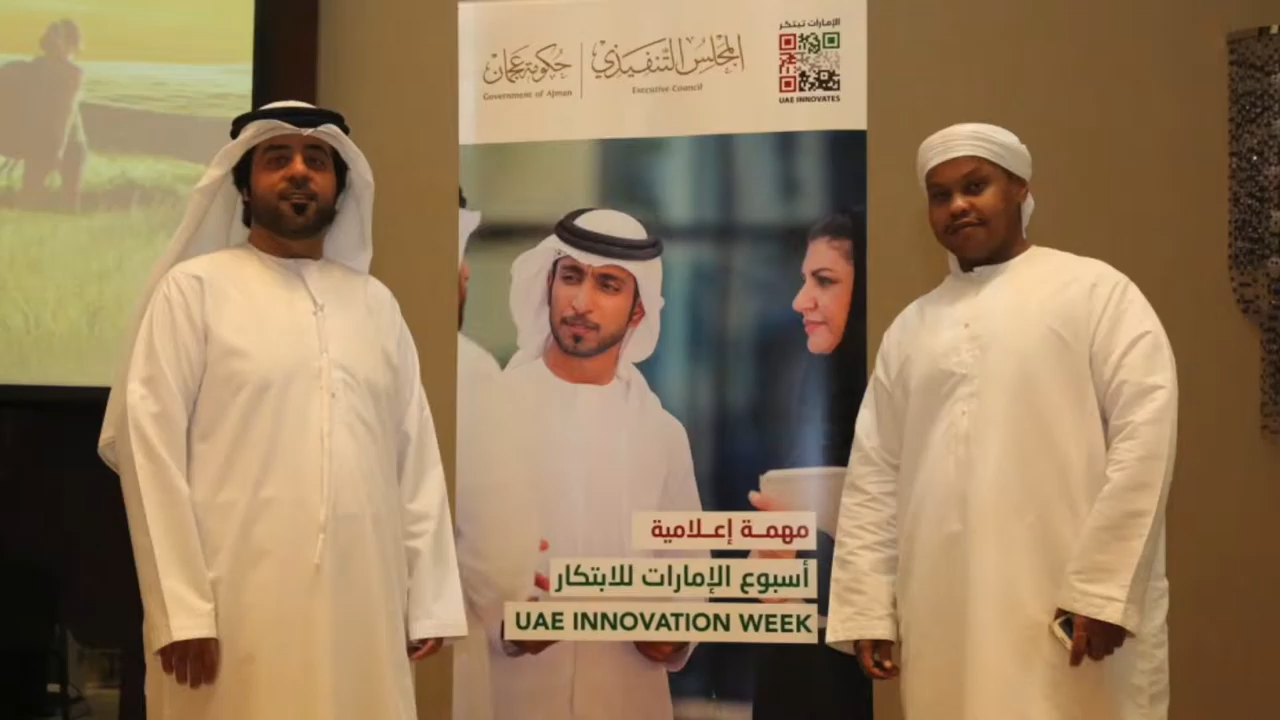 الإمارات تبتكر
المجلس التنفيذي
حكومة عجمان
Executive Council
Government of Ajman
UAE INNOVATES
مهمة إعلامية
أسبوع الإمارات للابتكار
UAE INNOVATION WEEK